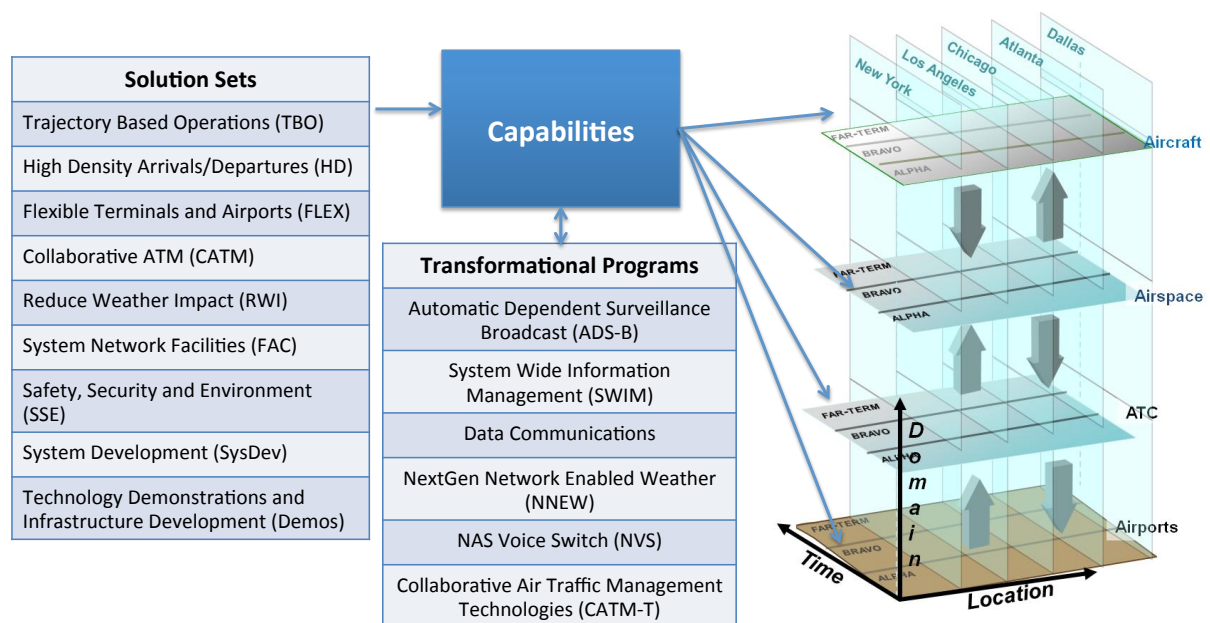 Solution Sets
Trajectory Based Operations (TBO)
High Density Arrivals/Departures (HD)
Flexible Terminals and Airports (FLEX)
Collaborative ATM (CATM)
Reduce Weather Impact (RWI)
System Network Facilities (FAC)
Safety, Security and Environment
(SSE)
System Development (SysDev)
Technology Demonstrations and
Infrastructure Development (Demos)
Capabilities
Transformational Programs
Automatic Dependent Surveillance
Broadcast (ADS-B)
System Wide Information
Management (SWIM)
Data Communications
NextGen Network Enabled Weather
(NNEW)
NAS Voice Switch (NVS)
Collaborative Air Traffic Management
Technologies (CATM-T)
New York
Los Angeles
Chicago
Atlanta
Dallas
FAR-TERM
BRAVO
ALPHA
Aircraft
FAR-TERM
BRAVO
ALPHA
Airspace
FAR-TERM
BRAVO
ALPHA
ATC
FAR-TERM
BRAVO
ALPHA
Airports
Domain
Time
Location